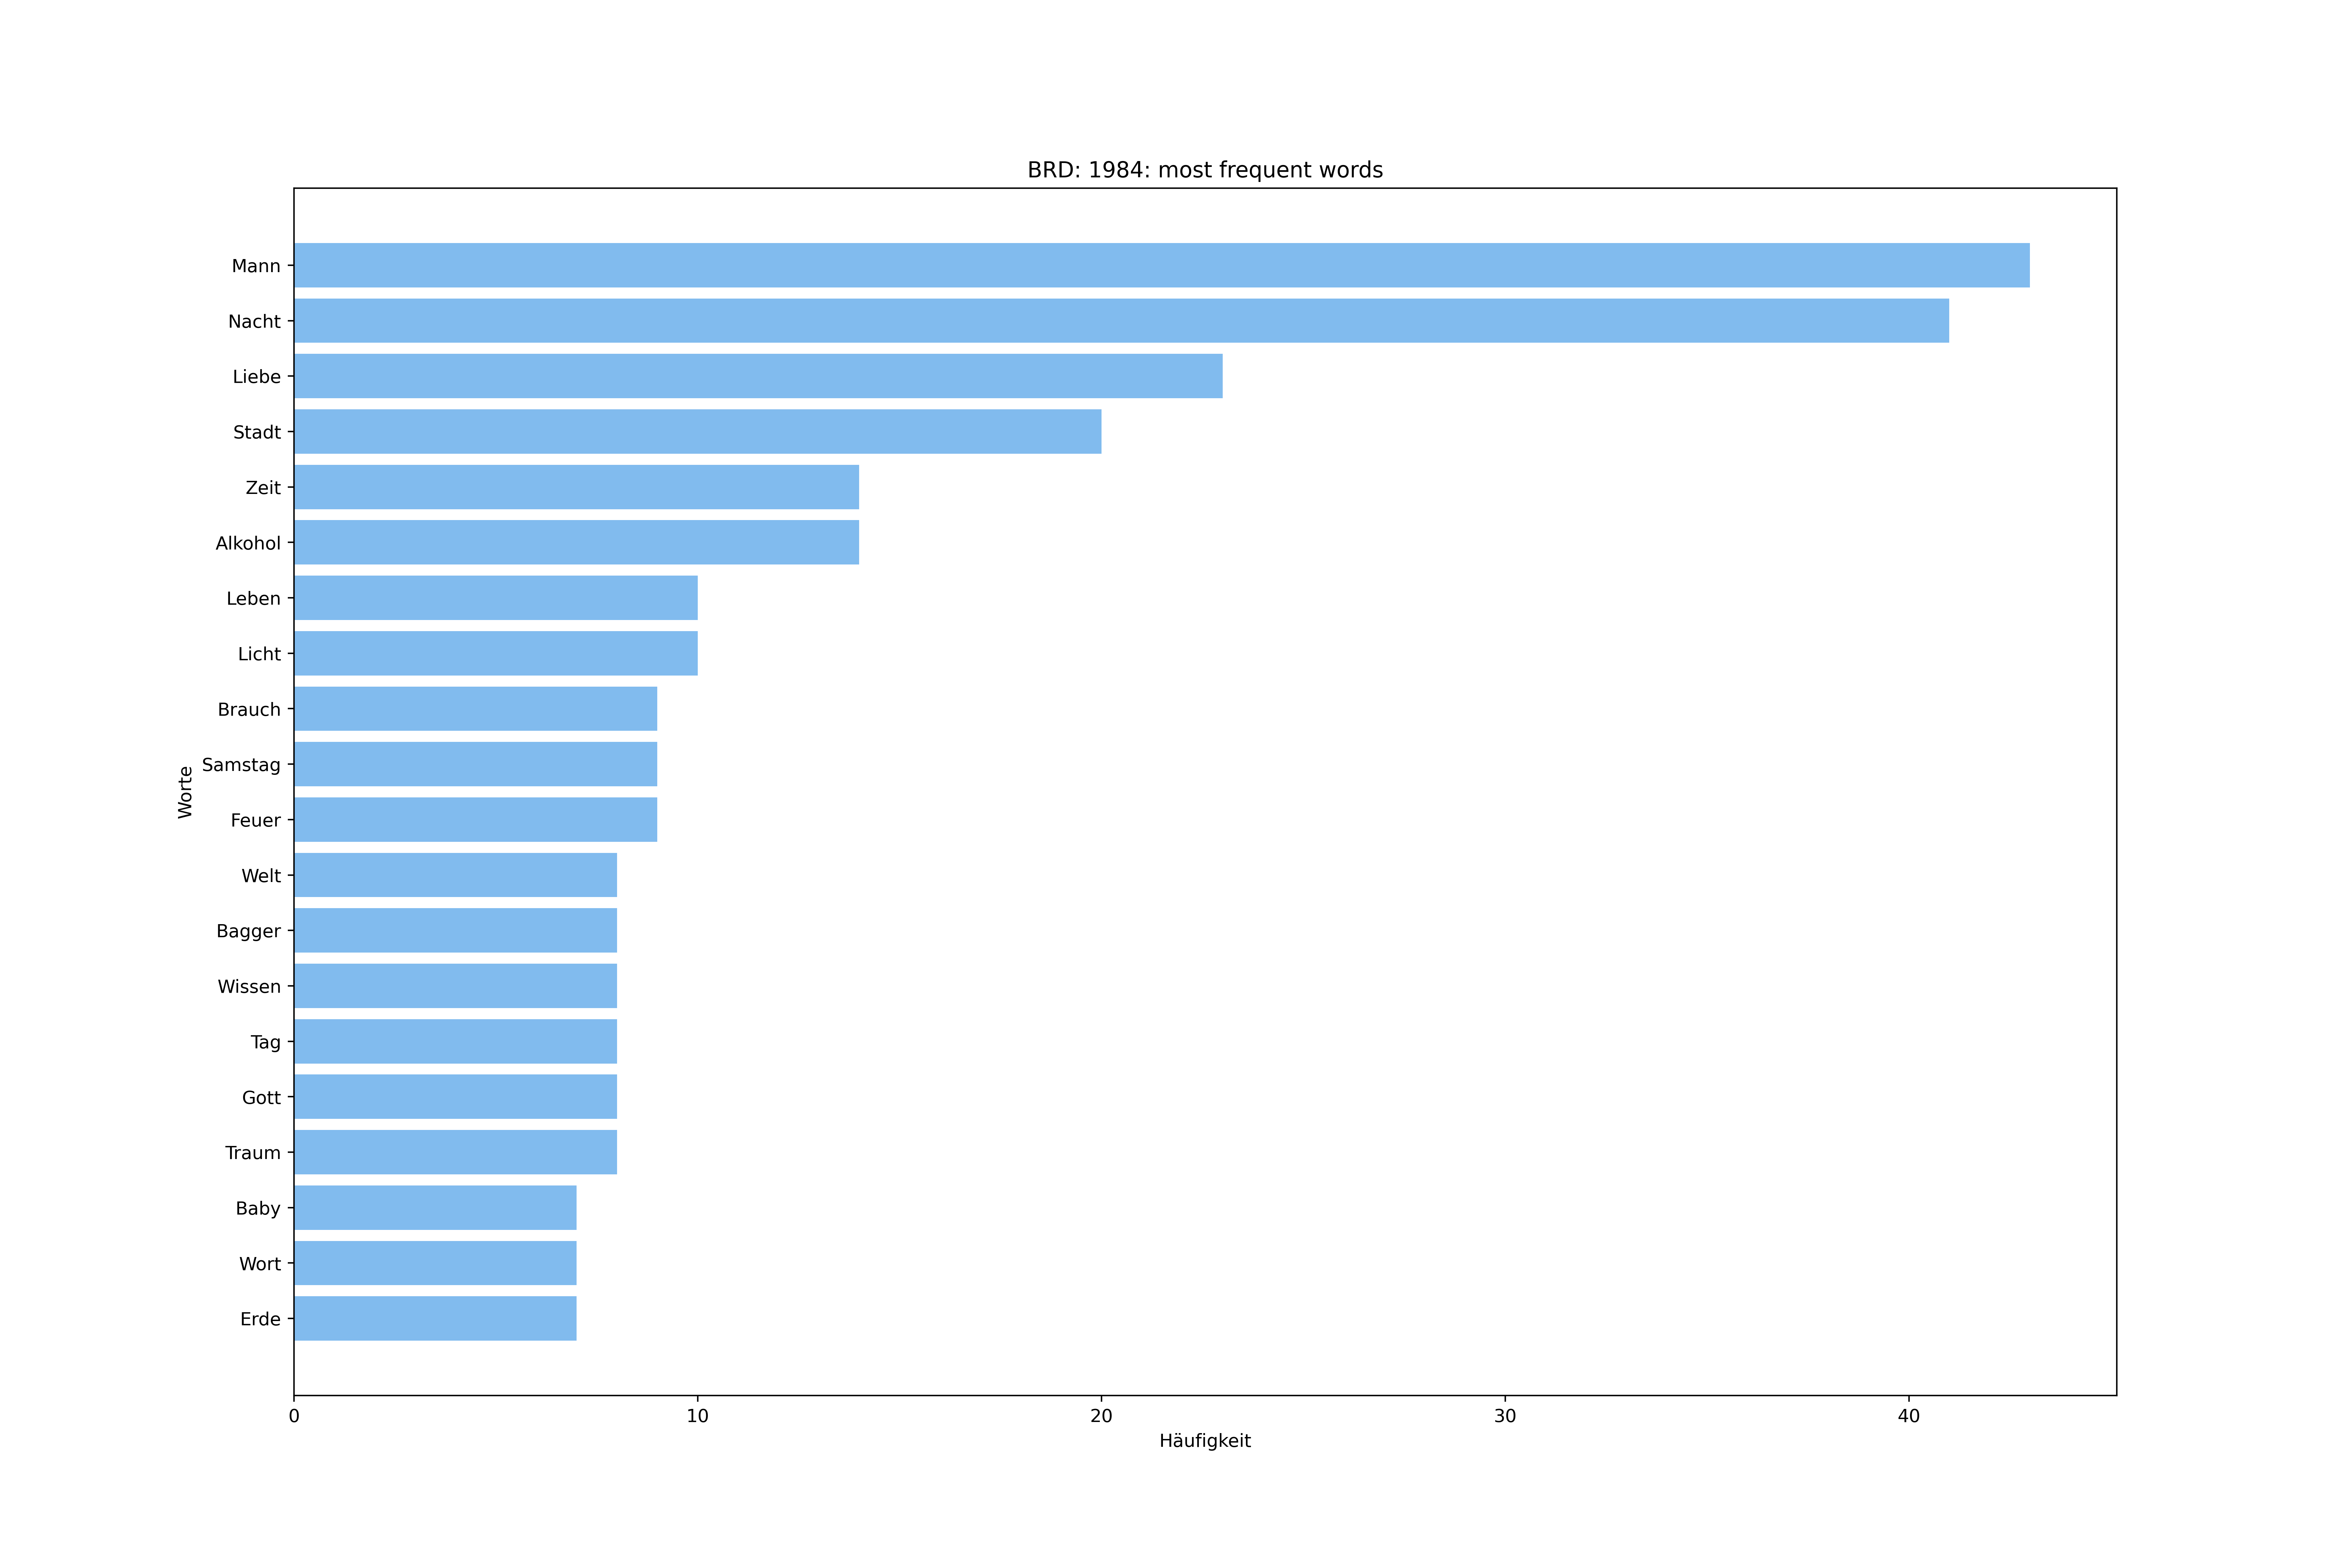 BRD: 1984: most frequent words
Mann
Nacht
Liebe
Stadt
Zeit
Alkohol
Leben
Licht
Brauch
Samstag
Feuer
Welt
Bagger
Wissen
Tag
Gott
Traum
Baby
Wort
Erde
Worte
0 10 20 30 40
Häufigkeit